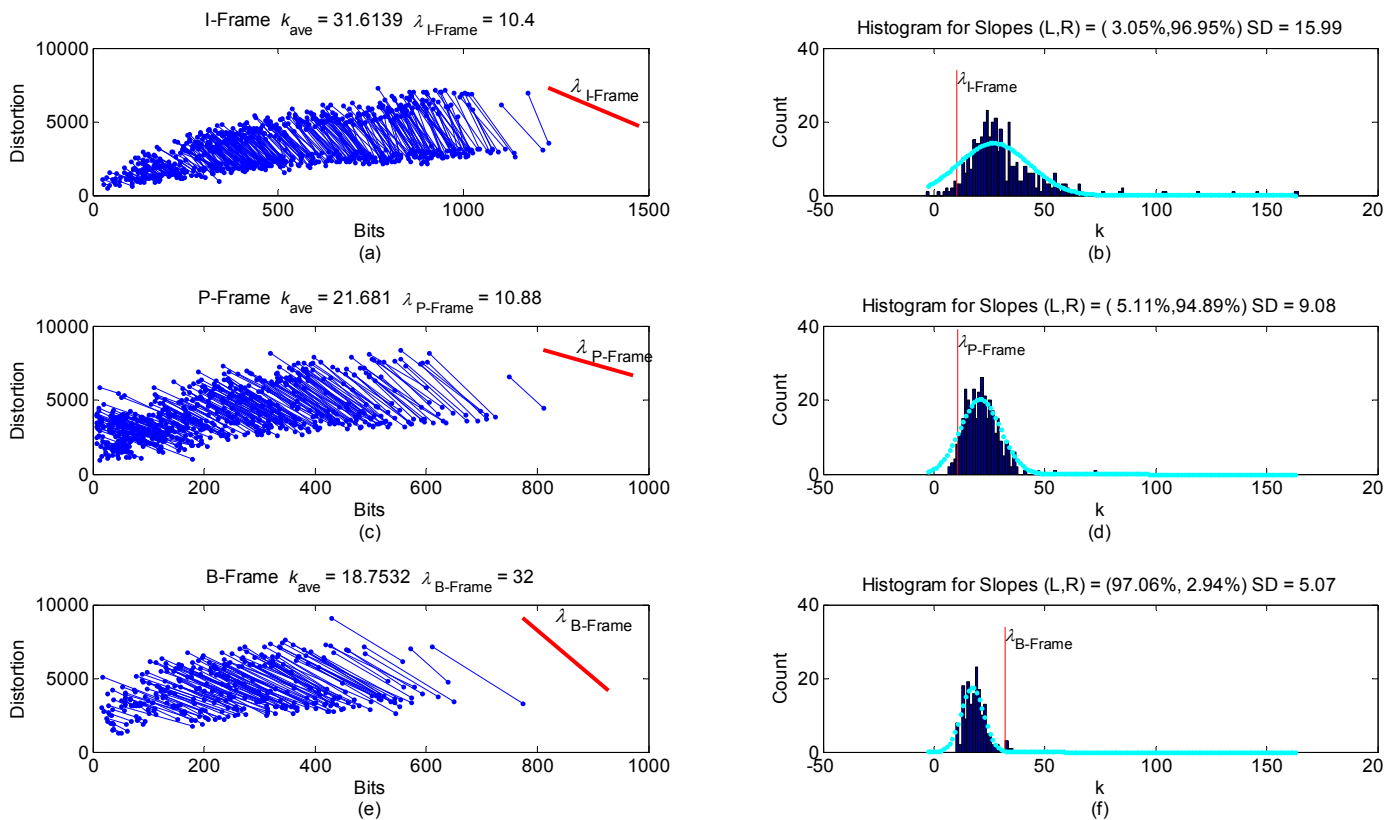 I-Frame k_ave = 31.6139 λ_I-Frame = 10.4
10000
5000
0
Distortion
λ_I-Frame
0 500 1000 1500
Bits
(a)
Histogram for Slopes (L,R) = ( 3.05%,96.95%) SD = 15.99
40
20
0
Count
λ_I-Frame
-50 0 50 100 150 20
k
(b)
P-Frame k_ave = 21.681 λ_P-Frame = 10.88
10000
5000
0
Distortion
λ_P-Frame
0 200 400 600 800 1000
Bits
(c)
Histogram for Slopes (L,R) = ( 5.11%,94.89%) SD = 9.08
40
20
0
Count
λ_P-Frame
-50 0 50 100 150 20
k
(d)
B-Frame k_ave = 18.7532 λ_B-Frame = 32
10000
5000
0
Distortion
λ_B-Frame
0 200 400 600 800 1000
Bits
(e)
Histogram for Slopes (L,R) = (97.06%, 2.94%) SD = 5.07
40
20
0
Count
λ_B-Frame
-50 0 50 100 150 20
k
(f)